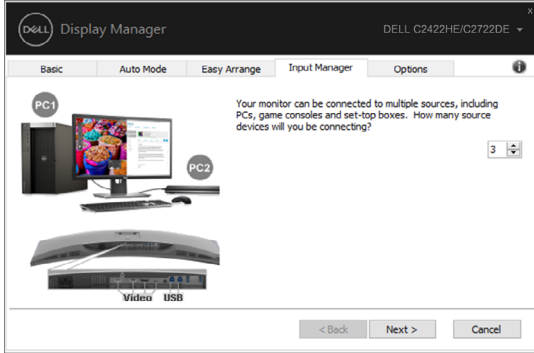 DELL Display Manager
DELL C2422HE/C2722DE
x
Basic Auto Mode Easy Arrange Input Manager Options
PC1
Your monitor can be connected to multiple sources, including
PCs, game consoles and set-top boxes. How many source
devices will you be connecting?
3
PC2
Video USB
< Back Next > Cancel